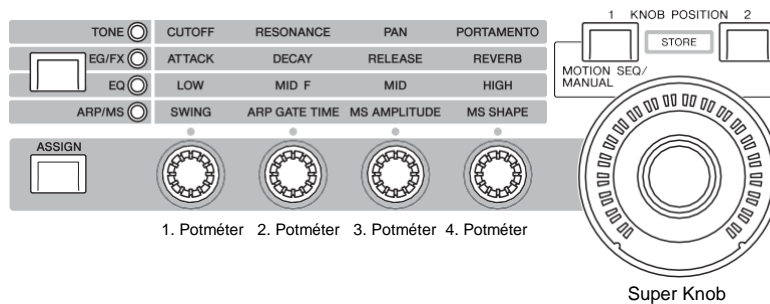 1 KNOB POSITION 2
STORE
MOTION SEQ/
MANUAL
TONE CUTOFF RESONANCE PAN PORTAMENTO
EG/FX ATTACK DECAY RELEASE REVERB
EQ LOW MID F MID HIGH
ARP/MS SWING ARP GATE TIME MS AMPLITUDE MS SHAPE
ASSIGN
1. Potméter 2. Potméter 3. Potméter 4. Potméter
Super Knob